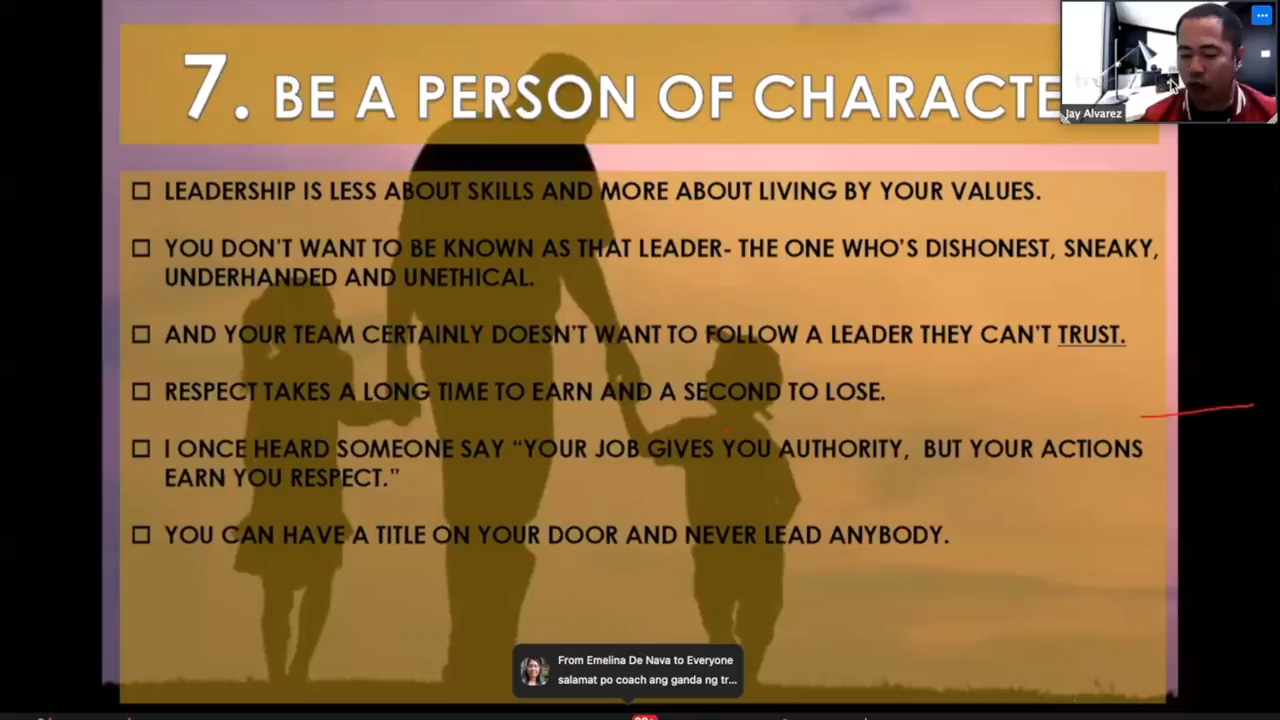 7. BE A PERSON OF CHARACTE
Jay Alvarez
LEADERSHIP IS LESS ABOUT SKILLS AND MORE ABOUT LIVING BY YOUR VALUES.
YOU DON'T WANT TO BE KNOWN AS THAT LEADER- THE ONE WHO'S DISHONEST, SNEAKY,
UNDERHANDED AND UNETHICAL.
AND YOUR TEAM CERTAINLY DOESN'T WANT TO FOLLOW A LEADER THEY CAN'T TRUST.
RESPECT TAKES A LONG TIME TO EARN AND A SECOND TO LOSE.
I ONCE HEARD SOMEONE SAY “YOUR JOB GIVES YOU AUTHORITY, BUT YOUR ACTIONS
EARN YOU RESPECT.”
YOU CAN HAVE A TITLE ON YOUR DOOR AND NEVER LEAD ANYBODY.
From Emelina De Nava to Everyone
salamat po coach ang ganda ng tr...